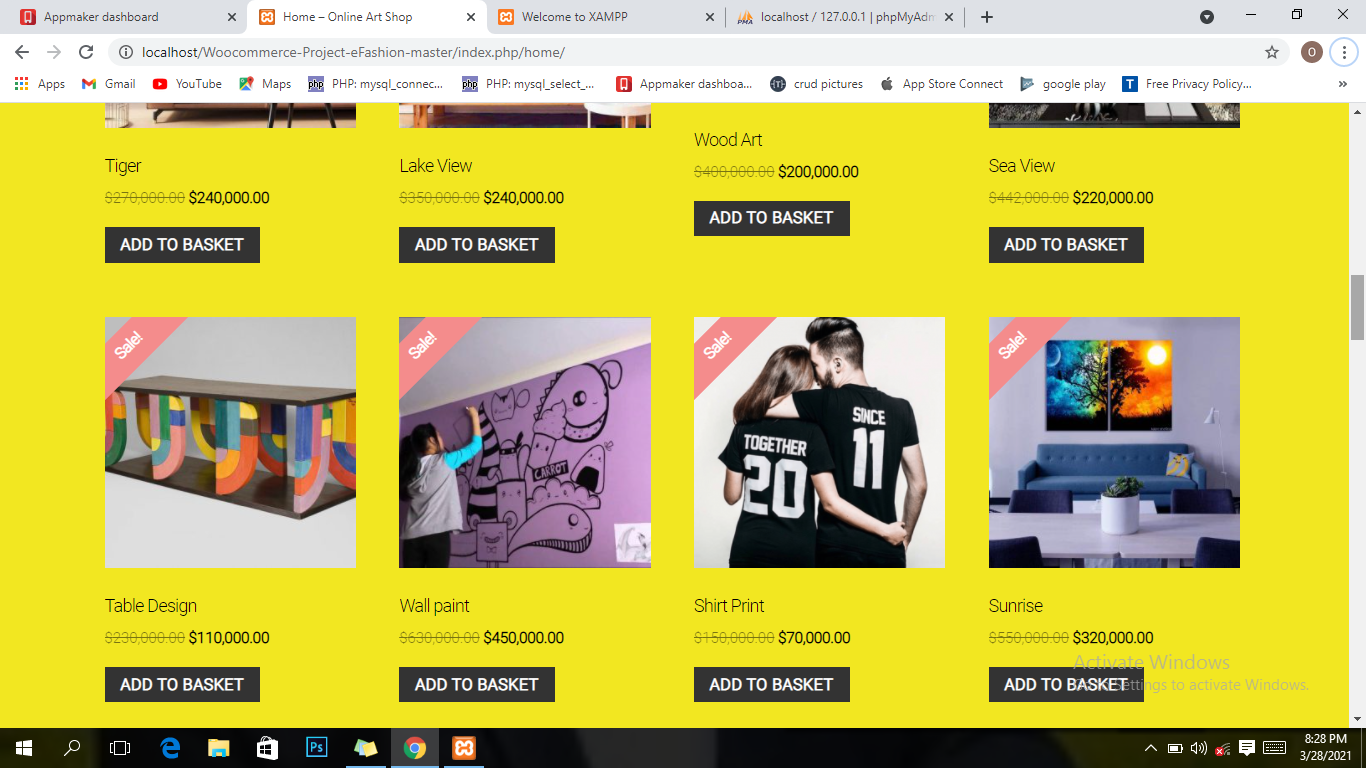 Appmaker dashboard
Home – Online Art Shop
Welcome to XAMPP
localhost / 127.0.0.1 | phpMyAdm
localhost/Woocommerce-Project-eFashion-master/index.php/home/
O
Apps
Gmail
YouTube
Maps
PHP: mysql_connec...
PHP: mysql_select_...
Appmaker dashboa...
crud pictures
App Store Connect
google play
Free Privacy Policy...
»
Tiger
$270,000.00 $240,000.00
ADD TO BASKET
Lake View
$350,000.00 $240,000.00
ADD TO BASKET
Wood Art
$400,000.00 $200,000.00
ADD TO BASKET
Sea View
$442,000.00 $220,000.00
ADD TO BASKET
Sale!
Table Design
$230,000.00 $110,000.00
ADD TO BASKET
Sale!
CARROT
Wall paint
$630,000.00 $450,000.00
ADD TO BASKET
Sale!
TOGETHER
20
SINCE
11
Shirt Print
$150,000.00 $70,000.00
ADD TO BASKET
Sale!
Sunrise
$550,000.00 $320,000.00
ADD TO BASKET
Activate Windows
Settings to activate Windows.
Ps
8:28 PM
3/28/2021